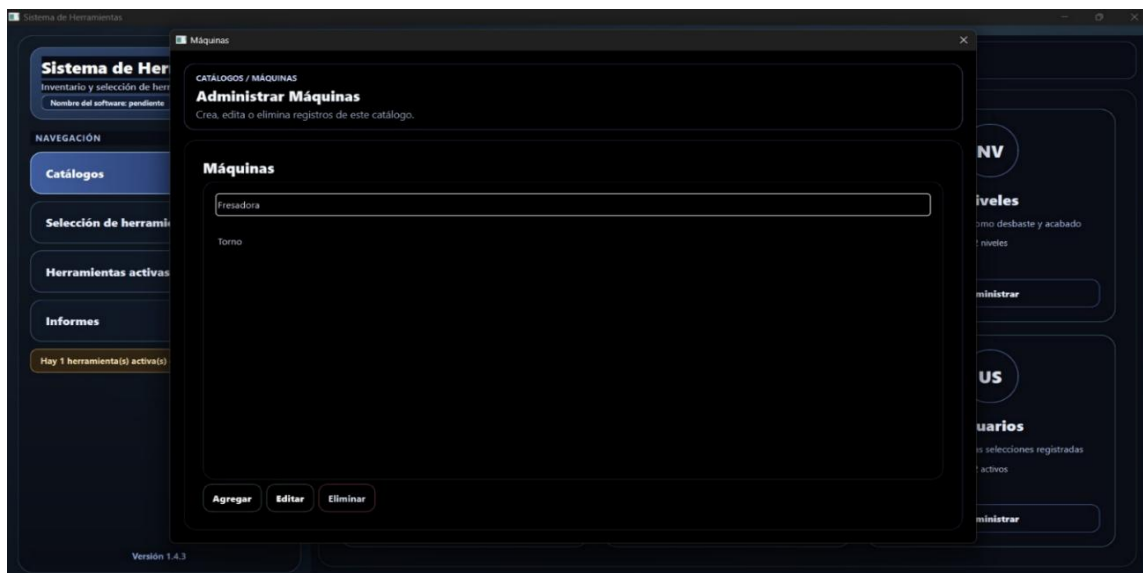 Sistema de Herramientas
Máquinas
Sistema de Her
Inventario y selección de herr
Nombre del software: pendiente
NAVEGACIÓN
Catálogos
Selección de herrami
Herramientas activas
Informes
Hay 1 herramienta(s) activa(s)
Versión 1.4.3
CATÁLOGOS / MÁQUINAS
Administrar Máquinas
Crea, edita o elimina registros de este catálogo.
Máquinas
Fresadora
Torno
Agregar
Editar
Eliminar
NV
iveles
omo desbaste y acabado
niveles
ministrar
US
uarios
as selecciones registradas
activos
ministrar